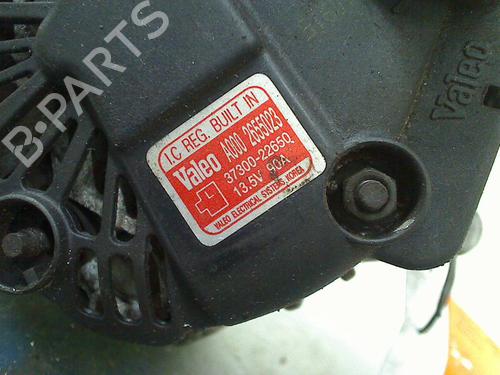 B-PARTS
I.C REG. BUILT IN
Valeo A000 2655023
37300-22650
13.5V 90A
VALEO ELECTRICAL SYSTEMS KOREA
Valeo